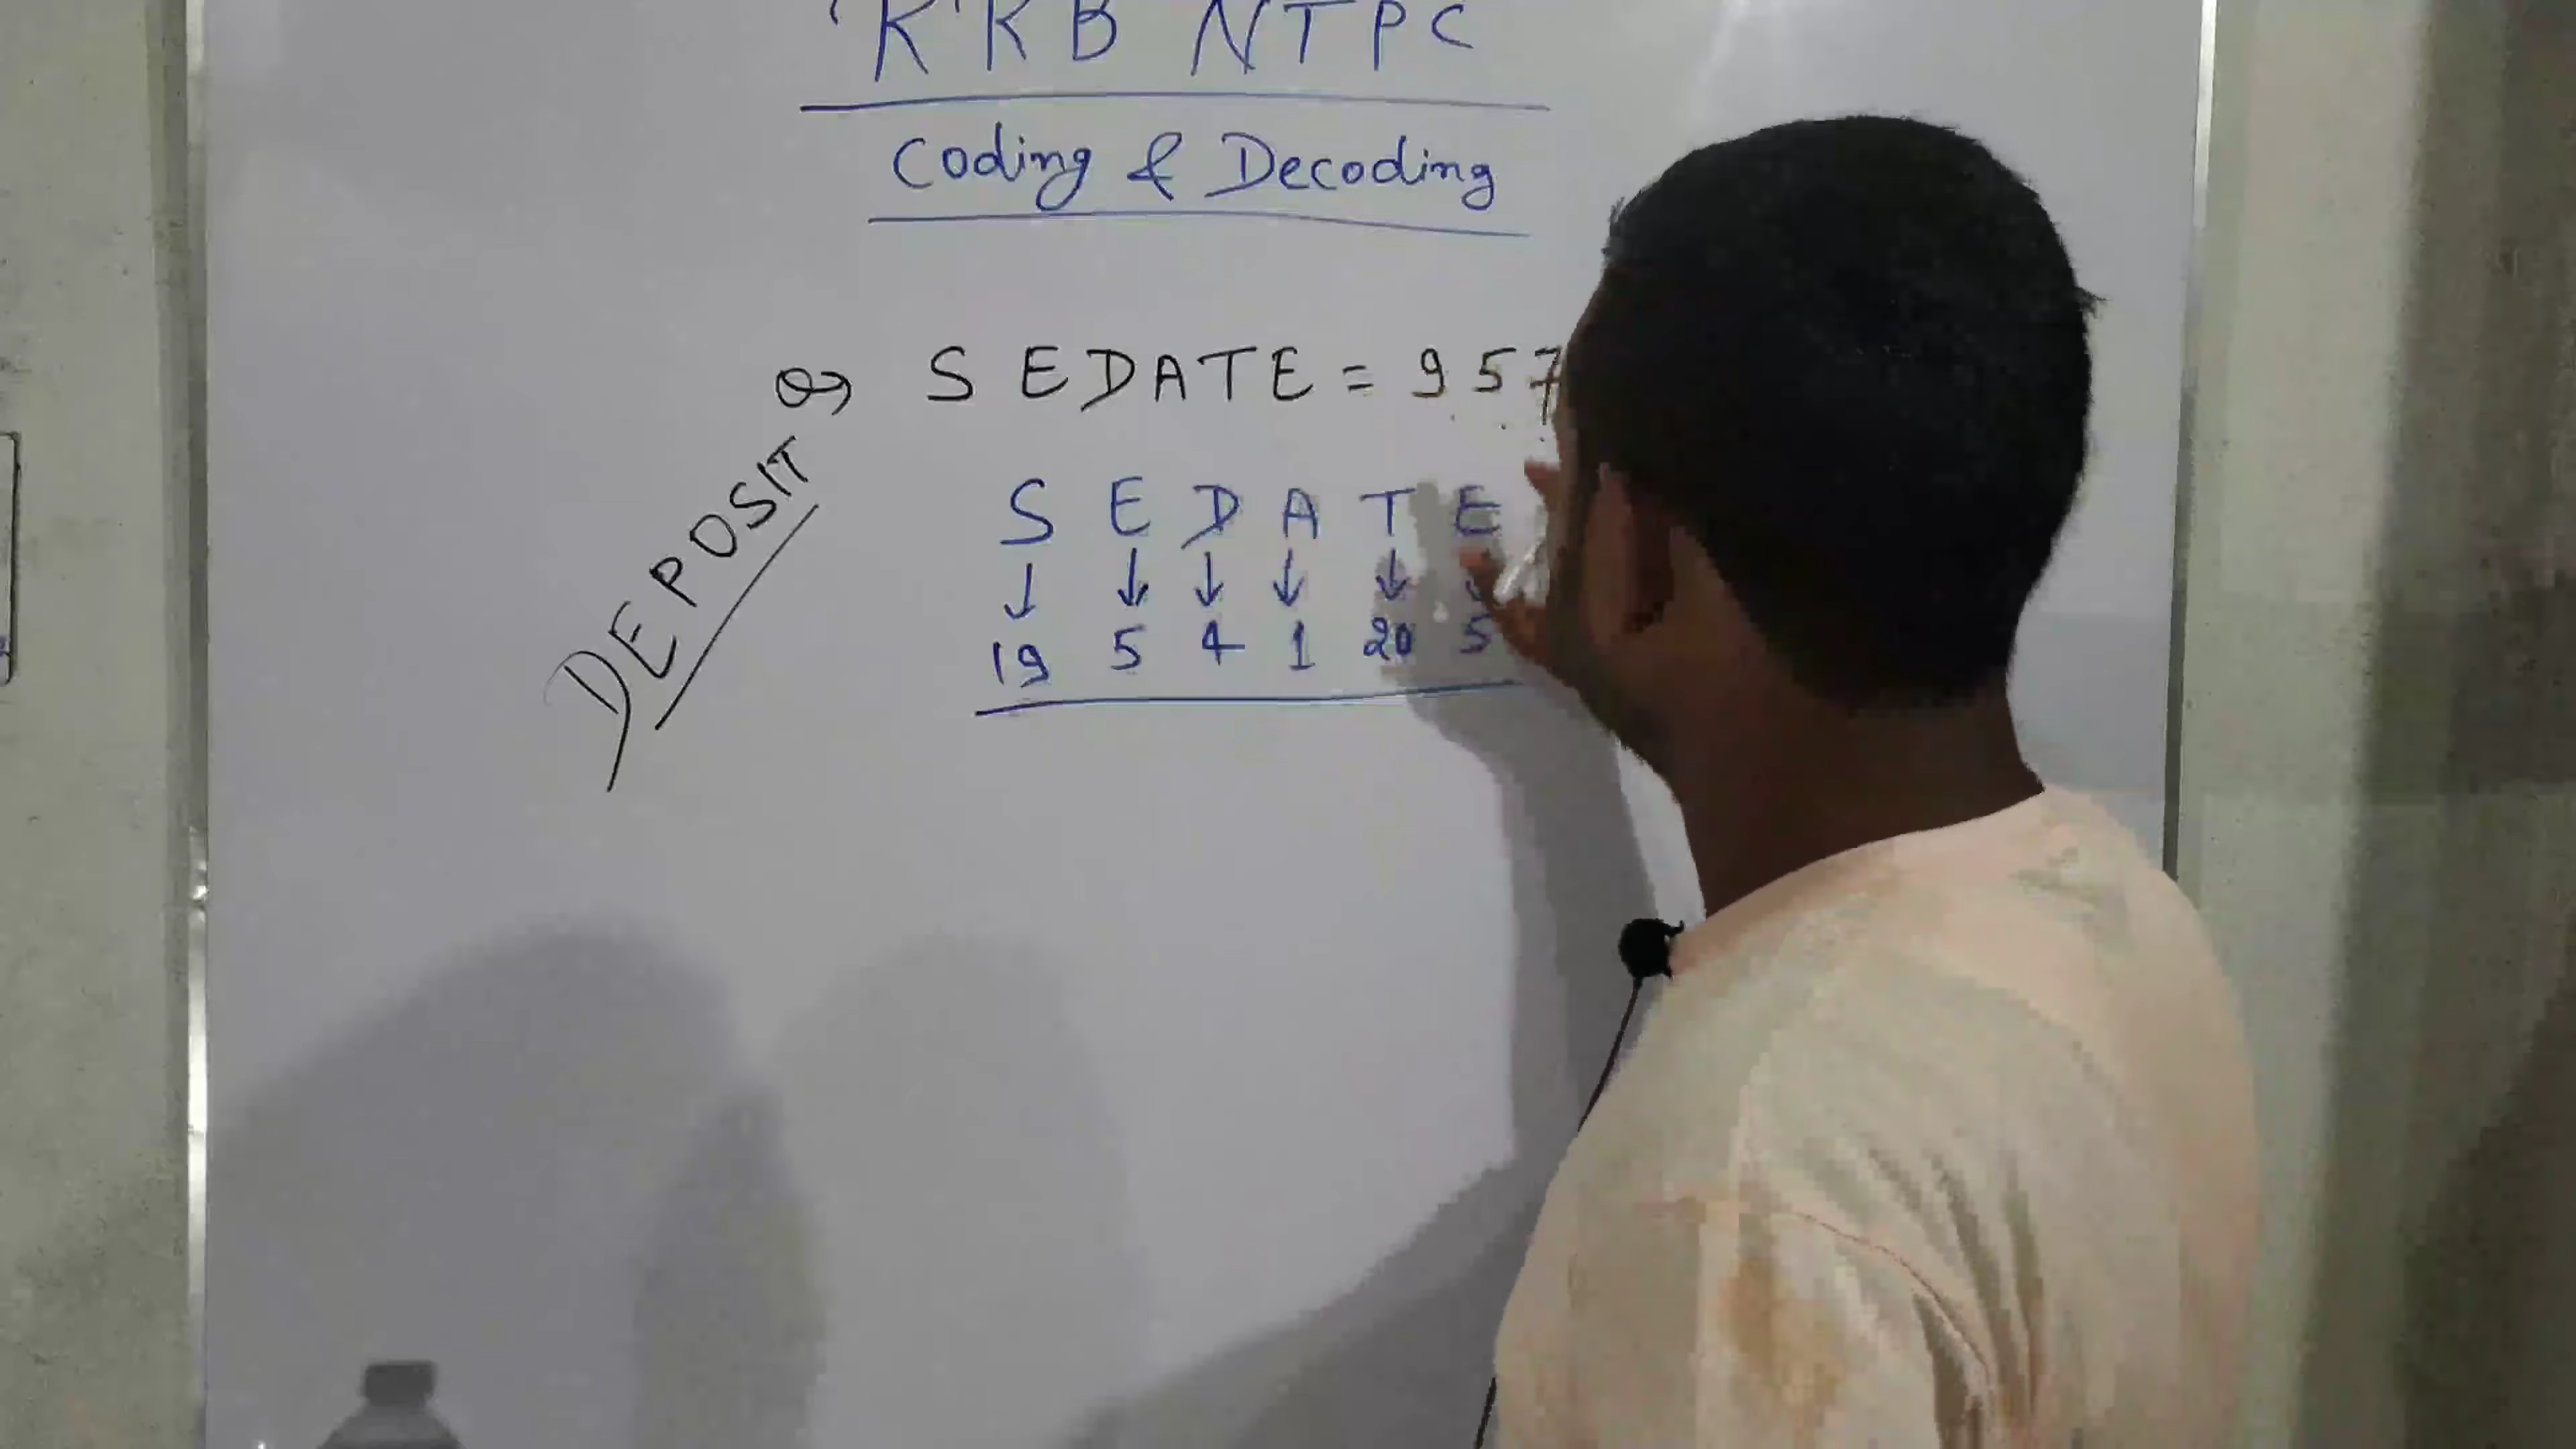 RRB NTPC
Coding & Decoding
Q→ SEDATE = 957
DEPOSIT
S E D A T E
↓ ↓ ↓ ↓ ↓ ↓
19 5 4 1 20 5